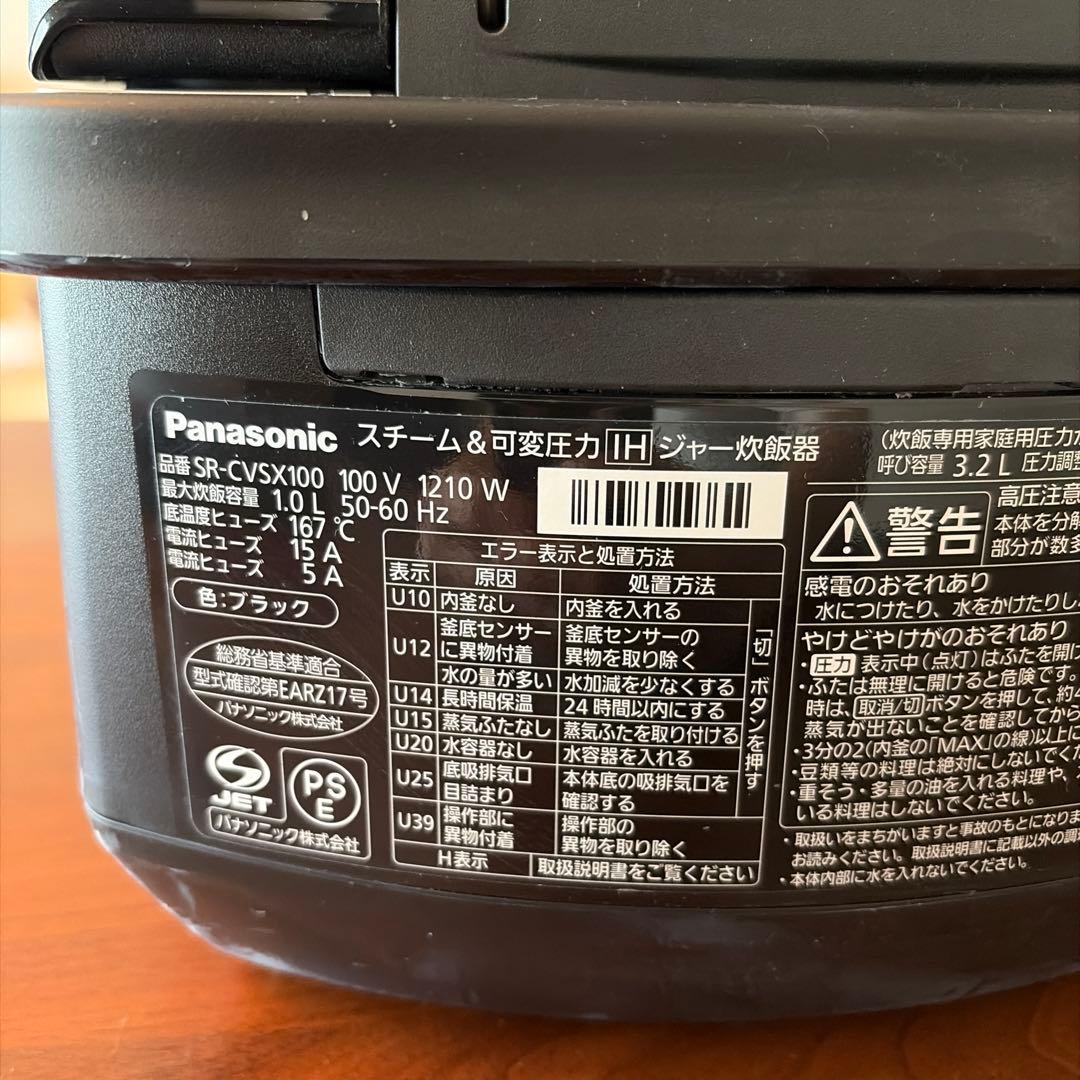 Panasonic スチーム&可変圧力IHジャー炊飯器
品番 SR-CVSX100 100 V 1210 W
最大炊飯容量 1.0 L 50-60 Hz
底温度ヒューズ 167 ℃
電流ヒューズ 15 A
電流ヒューズ 5 A
色:ブラック
総務省基準適合
型式確認第EARZ17号
パナソニック株式会社
JET
PSE
パナソニック株式会社
エラー表示と処置方法
表示 原因 処置方法
U10 内釜なし 内釜を入れる
U12 釜底センサーに異物付着 釜底センサーの異物を取り除く
水の量が多い 水加減を少なくする
U14 長時間保温 24時間以内にする
U15 蒸気ふたなし 蒸気ふたを取り付ける
U20 水容器なし 水容器を入れる
U25 底吸排気口目詰まり 本体底の吸排気口を確認する
U39 操作部に異物付着 操作部の異物を取り除く
「切」ボタンを押す
H表示 取扱説明書をご覧ください
(炊飯専用家庭用圧力
呼び容量 3.2 L 圧力調整
警告
高圧注意
本体を分解
部分が数多
感電のおそれあり
水につけたり、水をかけたりし
やけどやけがのおそれあり
・圧力 表示中(点灯)はふたを開け
・ふたは無理に開けると危険です。
時は、取消/切ボタンを押して、約4
蒸気が出ないことを確認してから
・3分の2(内釜の「MAX」の線)以上に
・豆類等の料理は絶対にしないでくだ
・重そう・多量の油を入れる料理や、
いる料理はしないでください。
・取扱いをまちがいますと事故のもとになりま
お読みください。取扱説明書に記載以外の調
・本体内部に水を入れないでください。